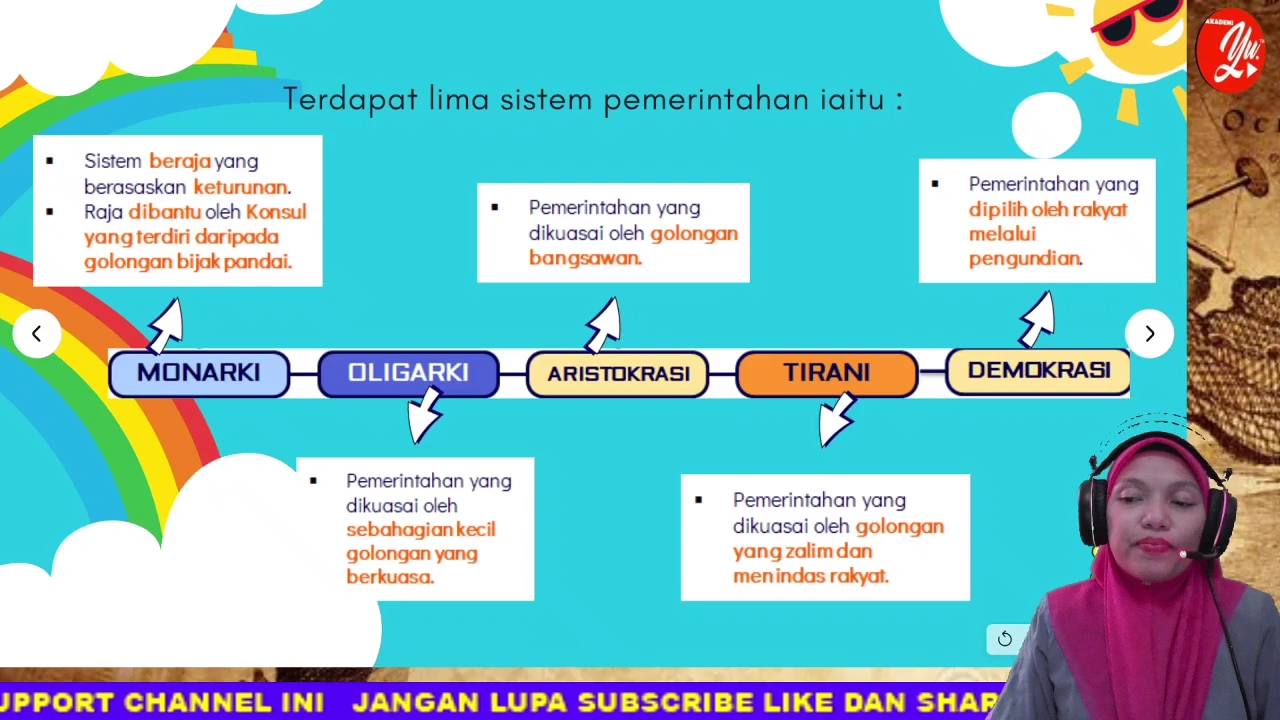 Terdapat lima sistem pemerintahan iaitu :
▪ Sistem beraja yang
berasaskan keturunan.
▪ Raja dibantu oleh Konsul
yang terdiri daripada
golongan bijak pandai.
▪ Pemerintahan yang
dikuasai oleh golongan
bangsawan.
▪ Pemerintahan yang
dipilih oleh rakyat
melalui
pengundian.
MONARKI
OLIGARKI
ARISTOKRASI
TIRANI
DEMOKRASI
▪ Pemerintahan yang
dikuasai oleh
sebahagian kecil
golongan yang
berkuasa.
▪ Pemerintahan yang
dikuasai oleh golongan
yang zalim dan
menindas rakyat.
AKADEMI
Yu.
UPPORT CHANNEL INI JANGAN LUPA SUBSCRIBE LIKE DAN SHAR